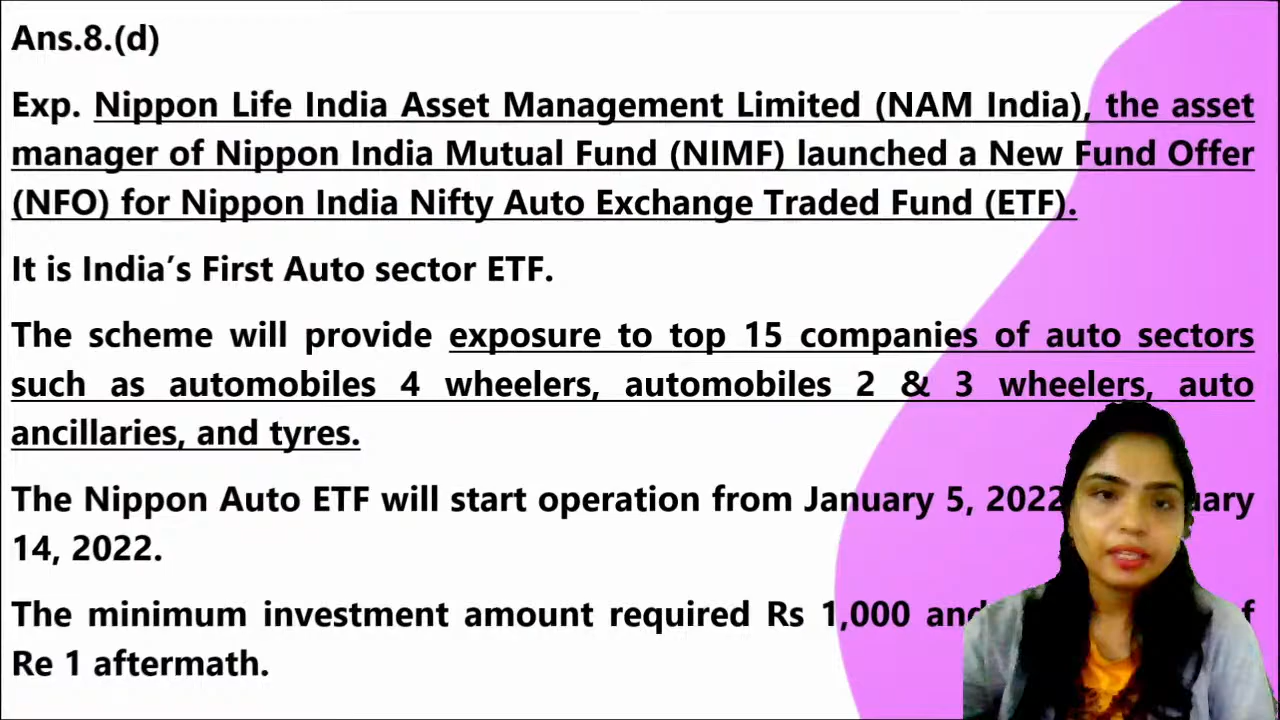 Ans.8.(d)
Exp. Nippon Life India Asset Management Limited (NAM India), the asset
manager of Nippon India Mutual Fund (NIMF) launched a New Fund Offer
(NFO) for Nippon India Nifty Auto Exchange Traded Fund (ETF).
It is India’s First Auto sector ETF.
The scheme will provide exposure to top 15 companies of auto sectors
such as automobiles 4 wheelers, automobiles 2 & 3 wheelers, auto
ancillaries, and tyres.
The Nippon Auto ETF will start operation from January 5, 2022
14, 2022.
The minimum investment amount required Rs 1,000
Re 1 aftermath.